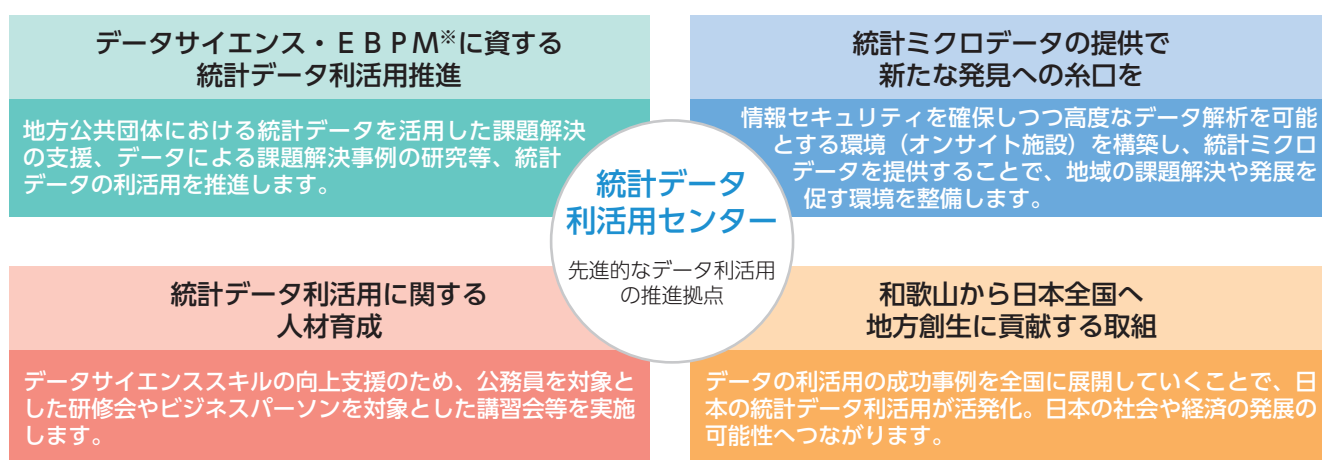 データサイエンス・ＥＢＰＭ※に資する
統計データ利活用推進
地方公共団体における統計データを活用した課題解決
の支援、データによる課題解決事例の研究等、統計
データの利活用を推進します。
統計ミクロデータの提供で
新たな発見への糸口を
情報セキュリティを確保しつつ高度なデータ解析を可能
とする環境（オンサイト施設）を構築し、統計ミクロ
データを提供することで、地域の課題解決や発展を
促す環境を整備します。
統計データ
利活用センター
先進的なデータ利活用
の推進拠点
統計データ利活用に関する
人材育成
データサイエンススキルの向上支援のため、公務員を対象と
した研修会やビジネスパーソンを対象とした講習会等を実施
します。
和歌山から日本全国へ
地方創生に貢献する取組
データの利活用の成功事例を全国に展開していくことで、日
本の統計データ利活用が活発化。日本の社会や経済の発展の
可能性へつながります。